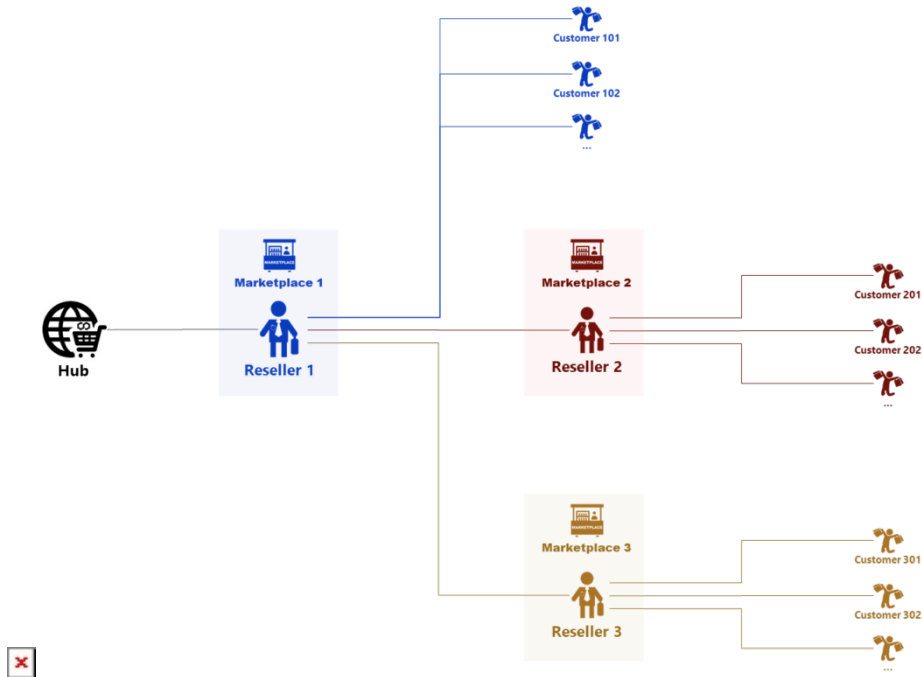 Customer 101
Customer 102
...
MARKETPLACE
Marketplace 1
Hub
Reseller 1
MARKETPLACE
Marketplace 2
Reseller 2
Customer 201
Customer 202
...
MARKETPLACE
Marketplace 3
Reseller 3
Customer 301
Customer 302
...